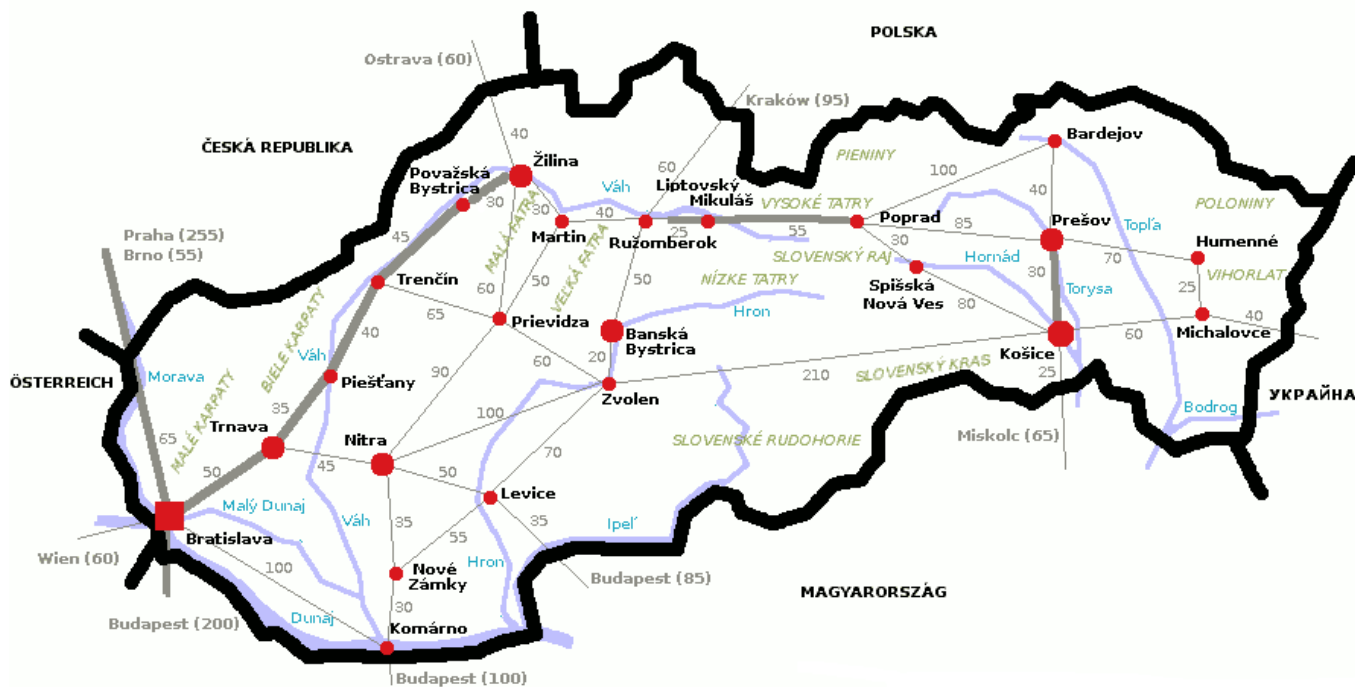 POLSKA
Ostrava (60)
Kraków (95)
ČESKÁ REPUBLIKA
40
Žilina
Bardejov
PIENINY
Považská
Bystrica
100
60
Váh
Liptovský
Mikuláš
40
30
30
MALÁ FATRA
40
VYSOKÉ TATRY
Prešov
POLONINY
Topľa
Martin
Ružomberok
25
55
Poprad
85
Praha (255)
Brno (55)
45
VEĽKÁ FATRA
SLOVENSKÝ RAJ
30
Hornád
70
Humenné
Trenčín
50
50
NÍZKE TATRY
Spišská
Nová Ves
30
VIHORLAT
25
Torysa
60
65
Prievidza
Hron
80
BIELE KARPATY
40
Banská
Bystrica
Košice
60
Michalovce
40
Váh
20
60
ÖSTERREICH
Morava
Piešťany
90
Zvolen
210
SLOVENSKÝ KRAS
25
УКРАЙНА
MALÉ KARPATY
35
Trnava
100
Bodrog
65
Nitra
SLOVENSKÉ RUDOHORIE
Miskolc (65)
50
45
50
70
Levice
Malý Dunaj
Váh
35
35
Ipeľ
Bratislava
55
Wien (60)
100
Nové
Zámky
Hron
Budapest (85)
MAGYARORSZÁG
30
Budapest (200)
Dunaj
Komárno
Budapest (100)